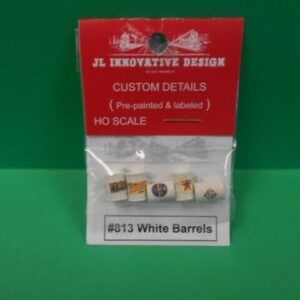 JL INNOVATIVE DESIGN
CUSTOM DETAILS
( Pre-painted & labeled )
HO SCALE
#813 White Barrels